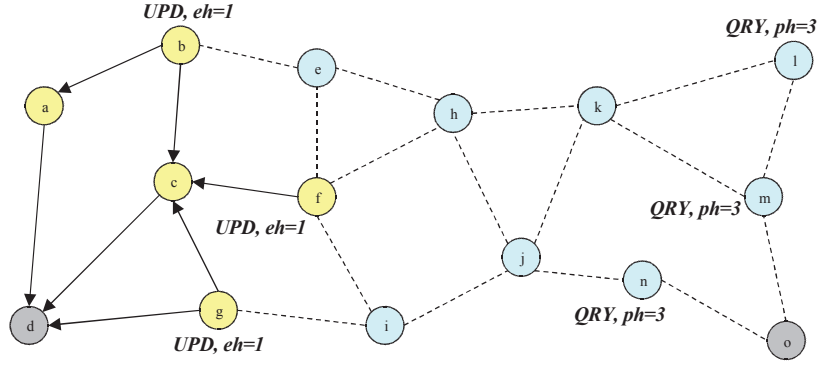 UPD, eh=1
b
QRY, ph=3
e
l
a
h
k
c
f
m
UPD, eh=1
QRY, ph=3
j
n
g
d
i
QRY, ph=3
o
UPD, eh=1